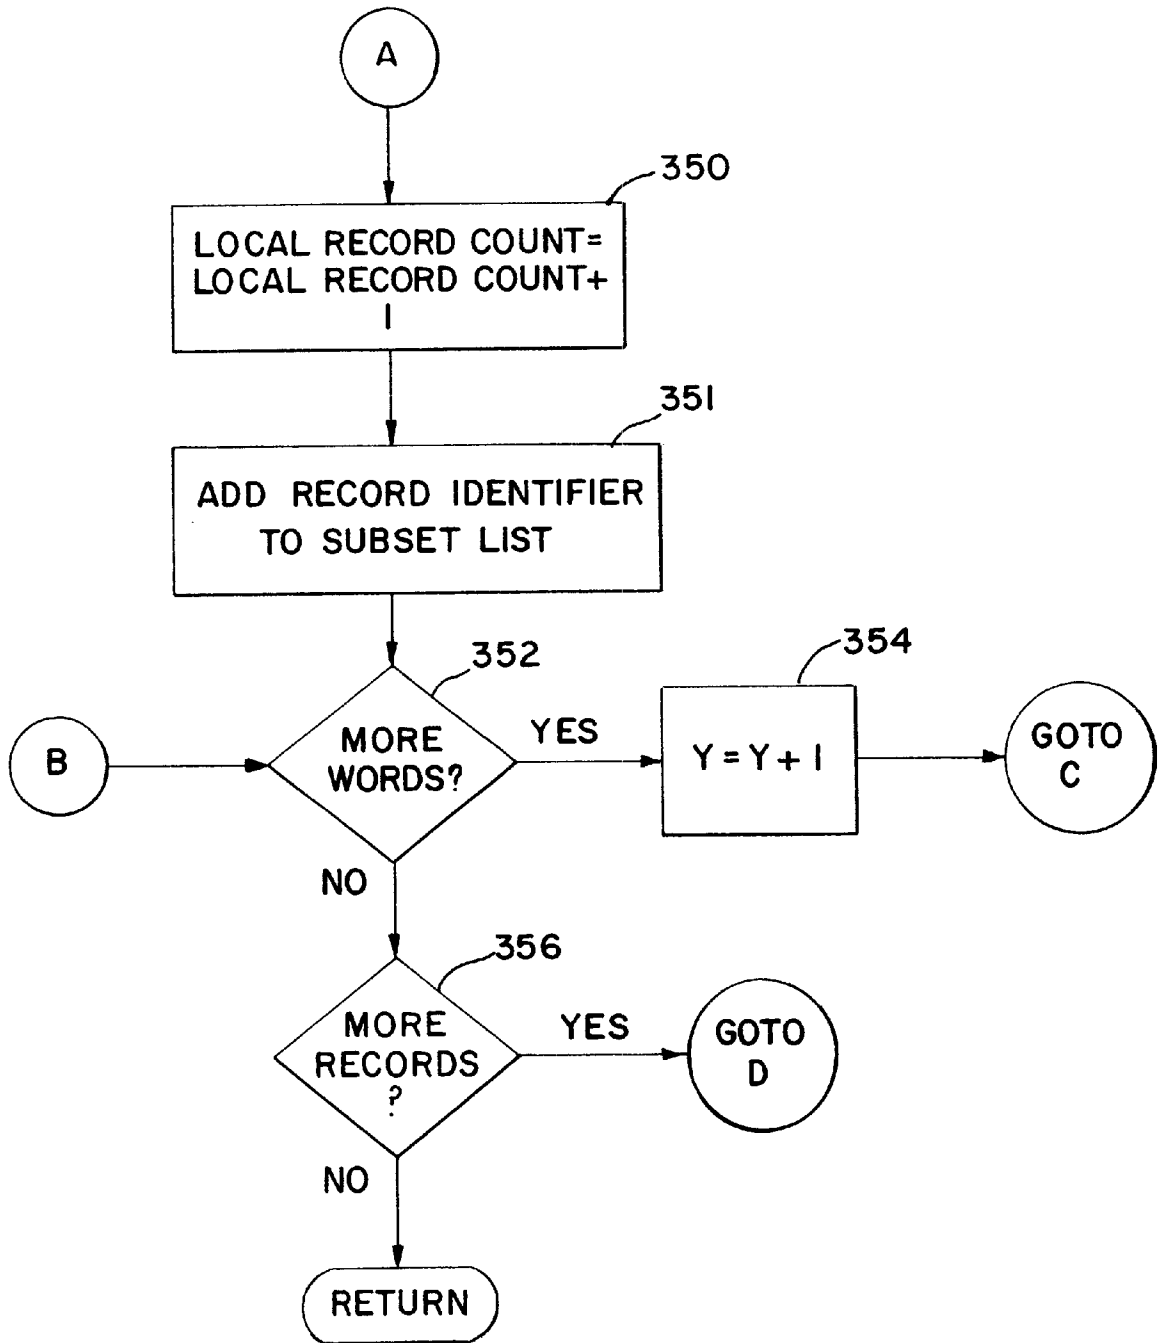 A
350
LOCAL RECORD COUNT=
LOCAL RECORD COUNT+
1
351
ADD RECORD IDENTIFIER
TO SUBSET LIST
352
354
B
MORE
WORDS?
YES
Y = Y + 1
GOTO
C
NO
356
MORE
RECORDS
?
YES
GOTO
D
NO
RETURN